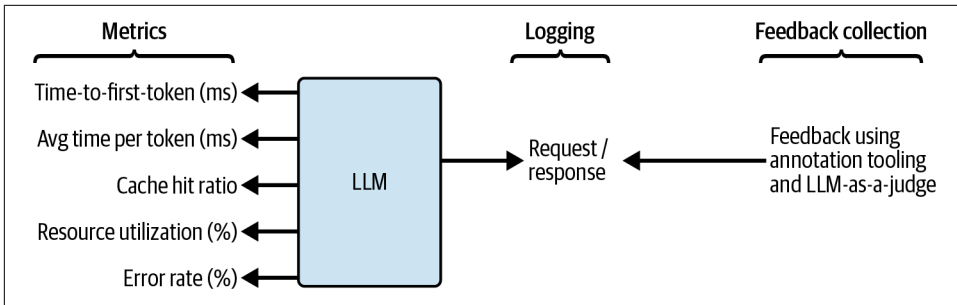 Metrics
Logging
Feedback collection
Time-to-first-token (ms)
Avg time per token (ms)
Cache hit ratio
Resource utilization (%)
Error rate (%)
LLM
Request /
response
Feedback using
annotation tooling
and LLM-as-a-judge